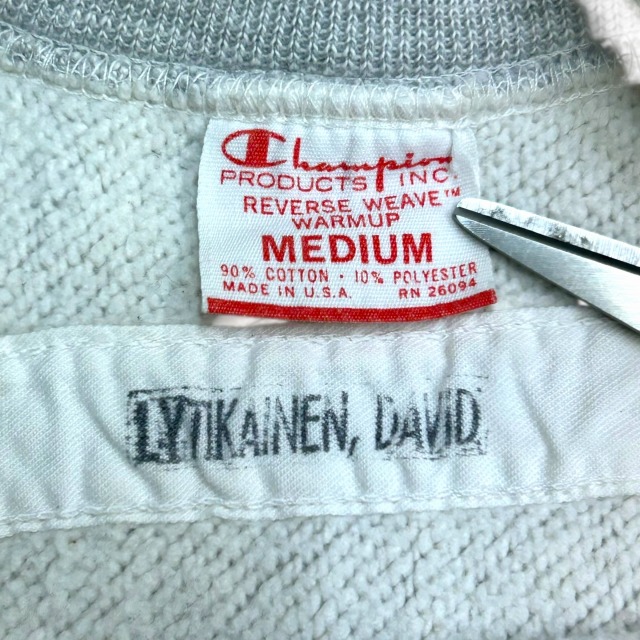 Champion
PRODUCTS INC.
REVERSE WEAVE™
WARMUP
MEDIUM
90% COTTON · 10% POLYESTER
MADE IN U.S.A. RN 26094
LYTIKAINEN, DAVID